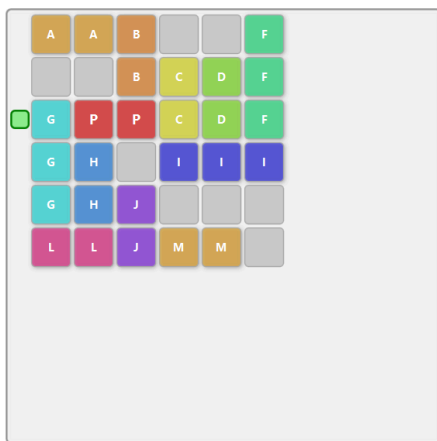 A A B F
B C D F
G P P C D F
G H I I I
G H J
L L J M M